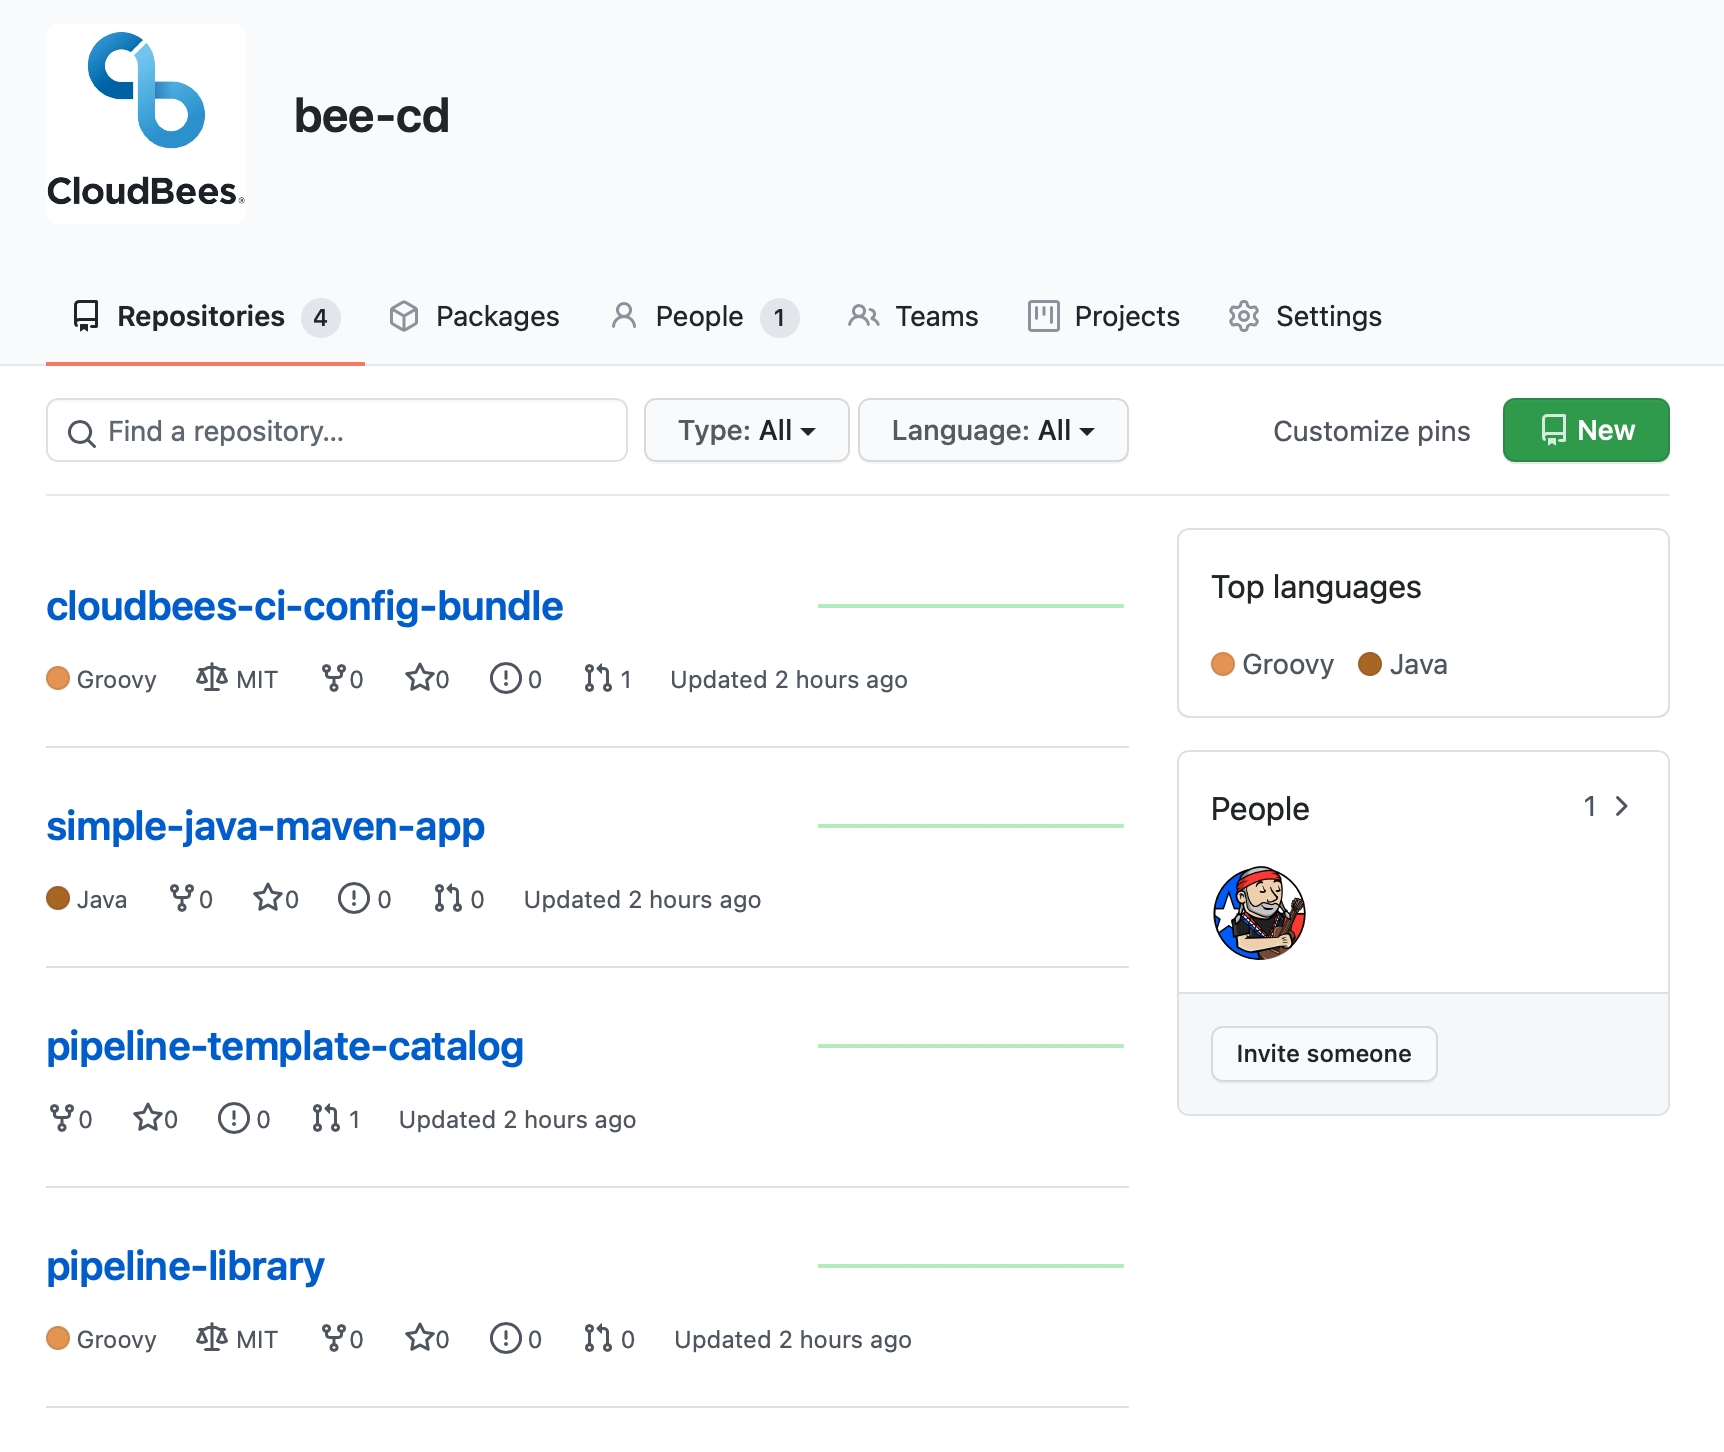 CloudBees®
bee-cd
Repositories 4 Packages People 1 Teams Projects Settings
Find a repository... Type: All Language: All Customize pins New
cloudbees-ci-config-bundle
Groovy MIT 0 0 0 1 Updated 2 hours ago
simple-java-maven-app
Java 0 0 0 0 Updated 2 hours ago
pipeline-template-catalog
0 0 0 1 Updated 2 hours ago
pipeline-library
Groovy MIT 0 0 0 0 Updated 2 hours ago
Top languages
Groovy Java
People 1
Invite someone